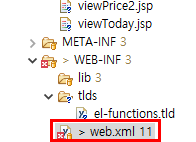 viewPrice2.jsp
viewToday.jsp
META-INF 3
> WEB-INF 3
lib 3
> tlds
el-functions.tld
> web.xml 11